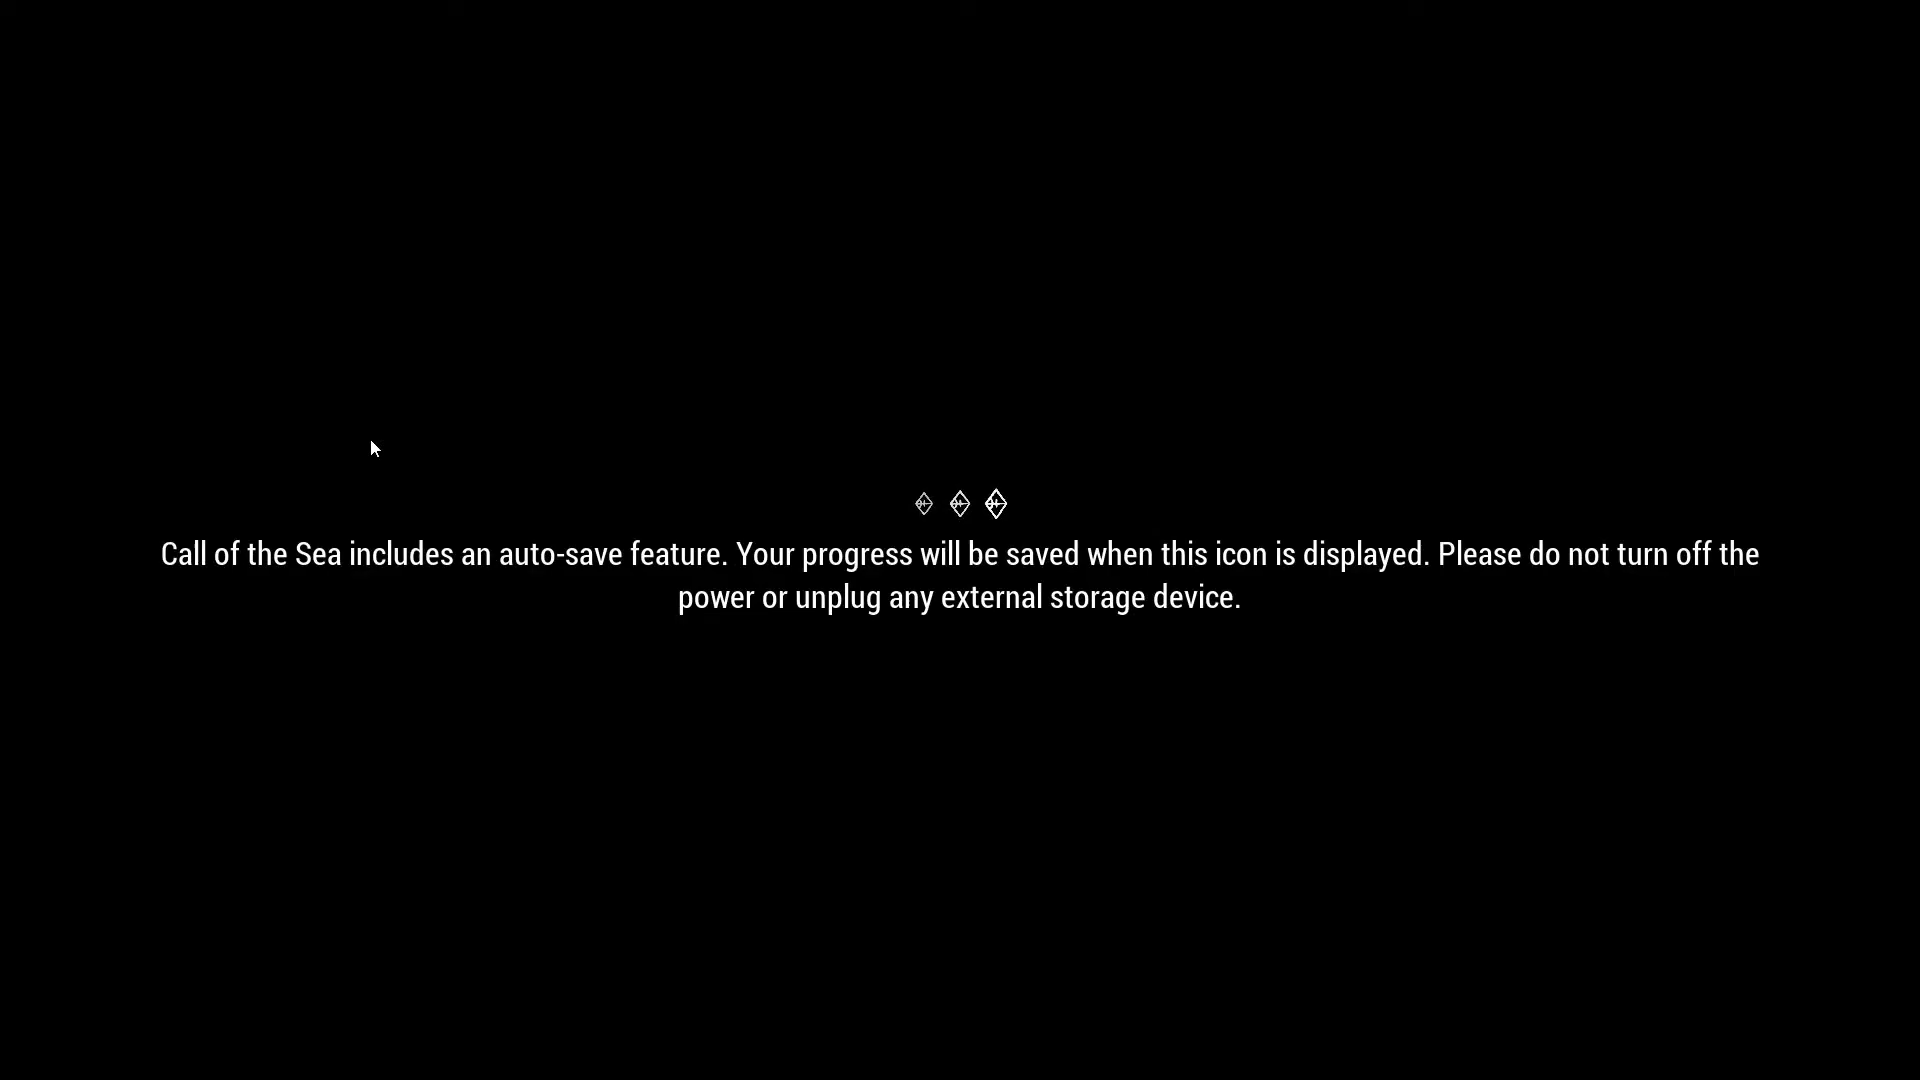 Call of the Sea includes an auto-save feature. Your progress will be saved when this icon is displayed. Please do not turn off the
power or unplug any external storage device.